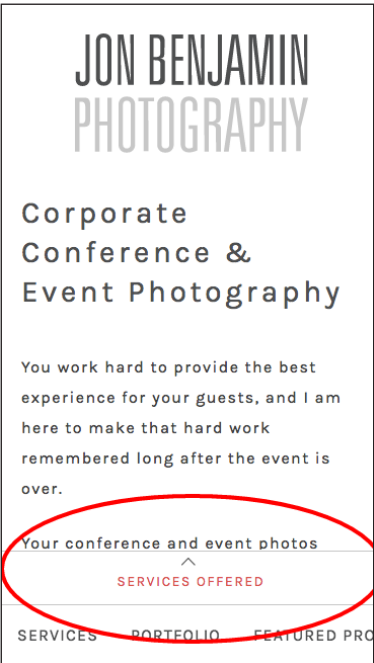 JON BENJAMIN
PHOTOGRAPHY
Corporate
Conference &
Event Photography
You work hard to provide the best
experience for your guests, and I am
here to make that hard work
remembered long after the event is
over.
Your conference and event photos
SERVICES OFFERED
SERVICES PORTFOLIO FEATURED PRO